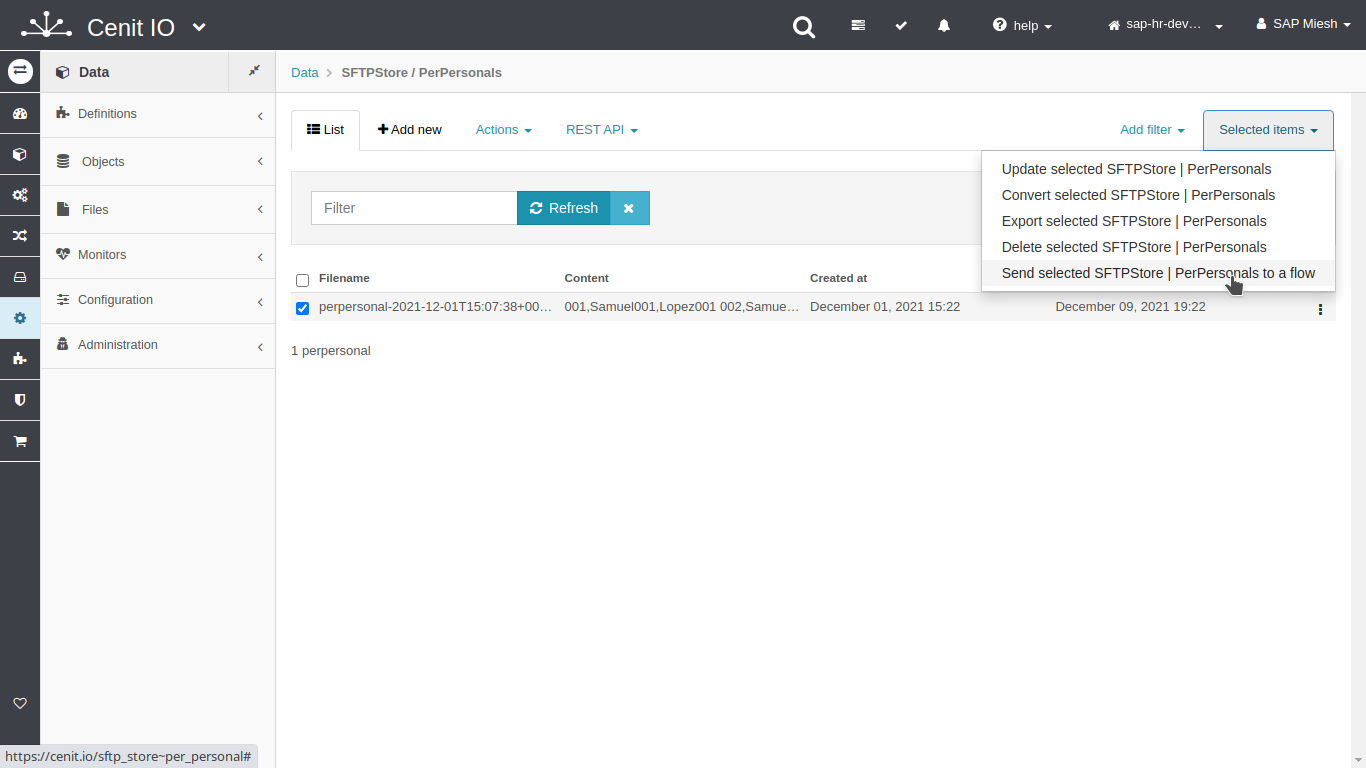 Cenit IO
help
sap-hr-dev...
SAP Miesh
Data
Data
SFTPStore / PerPersonals
Definitions
Objects
Files
Monitors
Configuration
Administration
List
Add new
Actions
REST API
Add filter
Selected items
Update selected SFTPStore | PerPersonals
Convert selected SFTPStore | PerPersonals
Export selected SFTPStore | PerPersonals
Delete selected SFTPStore | PerPersonals
Send selected SFTPStore | PerPersonals to a flow
Filter
Refresh
Filename Content Created at
perpersonal-2021-12-01T15:07:38+00... 001,Samuel001,Lopez001 002,Samue... December 01, 2021 15:22 December 09, 2021 19:22
1 perpersonal
https://cenit.io/sftp_store~per_personal#